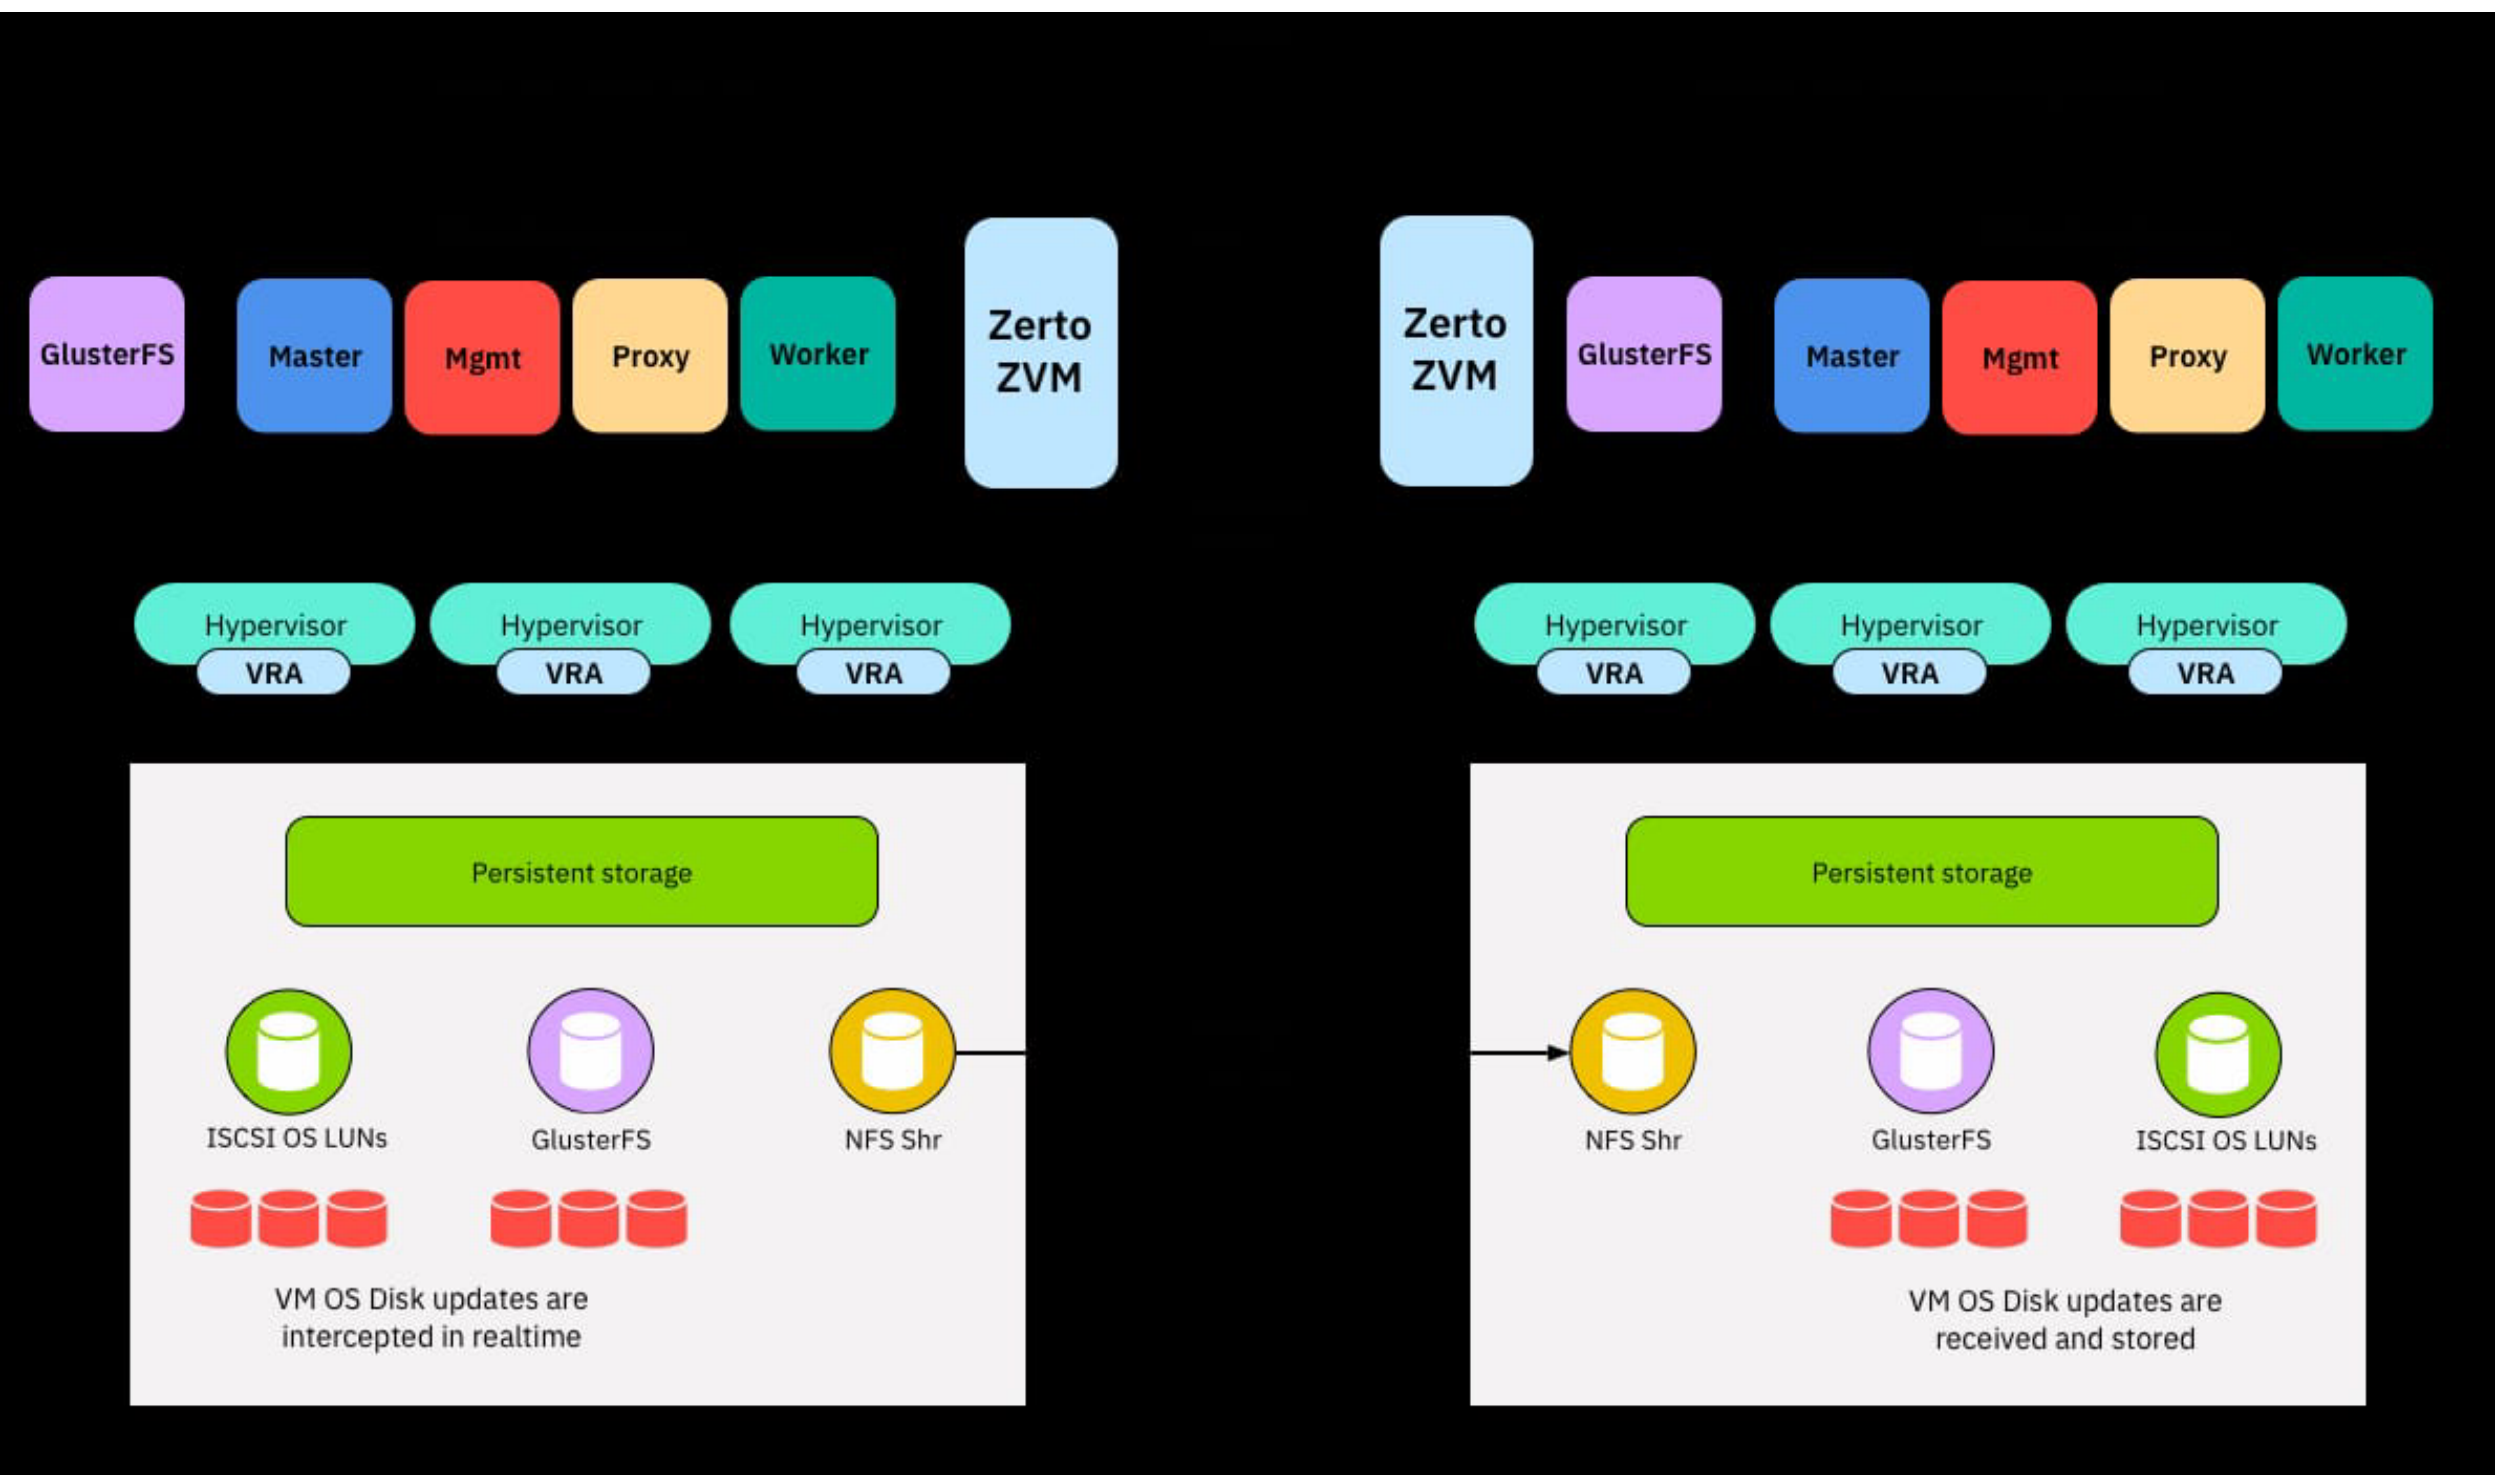 GlusterFS
Master
Mgmt
Proxy
Worker
Zerto
ZVM
Zerto
ZVM
GlusterFS
Master
Mgmt
Proxy
Worker
Hypervisor
VRA
Hypervisor
VRA
Hypervisor
VRA
Hypervisor
VRA
Hypervisor
VRA
Hypervisor
VRA
Persistent storage
ISCSI OS LUNs
GlusterFS
NFS Shr
VM OS Disk updates are
intercepted in realtime
Persistent storage
NFS Shr
GlusterFS
ISCSI OS LUNs
VM OS Disk updates are
received and stored